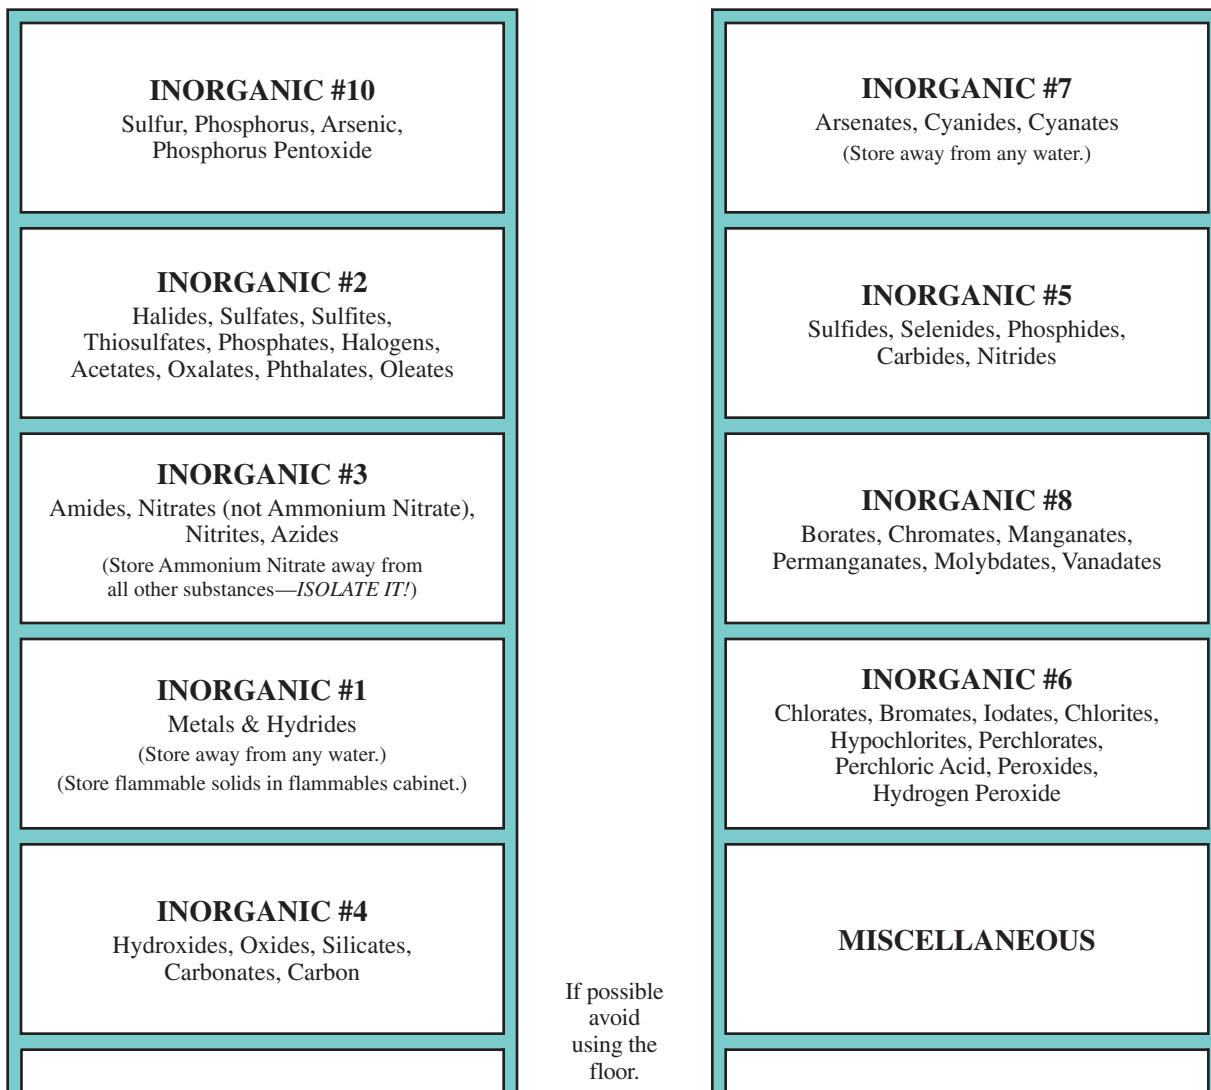 INORGANIC #10
Sulfur, Phosphorus, Arsenic,
Phosphorus Pentoxide
INORGANIC #2
Halides, Sulfates, Sulfites,
Thiosulfates, Phosphates, Halogens,
Acetates, Oxalates, Phthalates, Oleates
INORGANIC #3
Amides, Nitrates (not Ammonium Nitrate),
Nitrites, Azides
(Store Ammonium Nitrate away from
all other substances—ISOLATE IT!)
INORGANIC #1
Metals & Hydrides
(Store away from any water.)
(Store flammable solids in flammables cabinet.)
INORGANIC #4
Hydroxides, Oxides, Silicates,
Carbonates, Carbon
If possible
avoid
using the
floor.
INORGANIC #7
Arsenates, Cyanides, Cyanates
(Store away from any water.)
INORGANIC #5
Sulfides, Selenides, Phosphides,
Carbides, Nitrides
INORGANIC #8
Borates, Chromates, Manganates,
Permanganates, Molybdates, Vanadates
INORGANIC #6
Chlorates, Bromates, Iodates, Chlorites,
Hypochlorites, Perchlorates,
Perchloric Acid, Peroxides,
Hydrogen Peroxide
MISCELLANEOUS